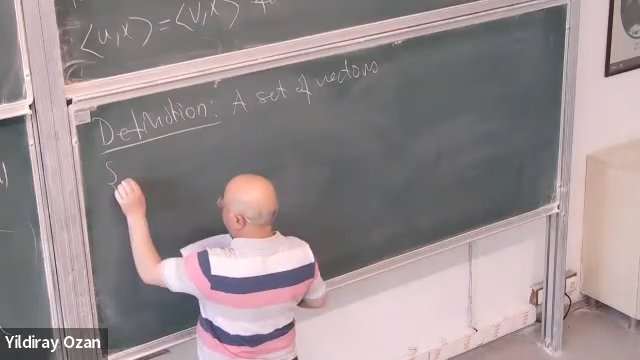 ⟨u,x⟩ = ⟨v,x⟩
Definition: A set of vectors
{
Yildiray Ozan